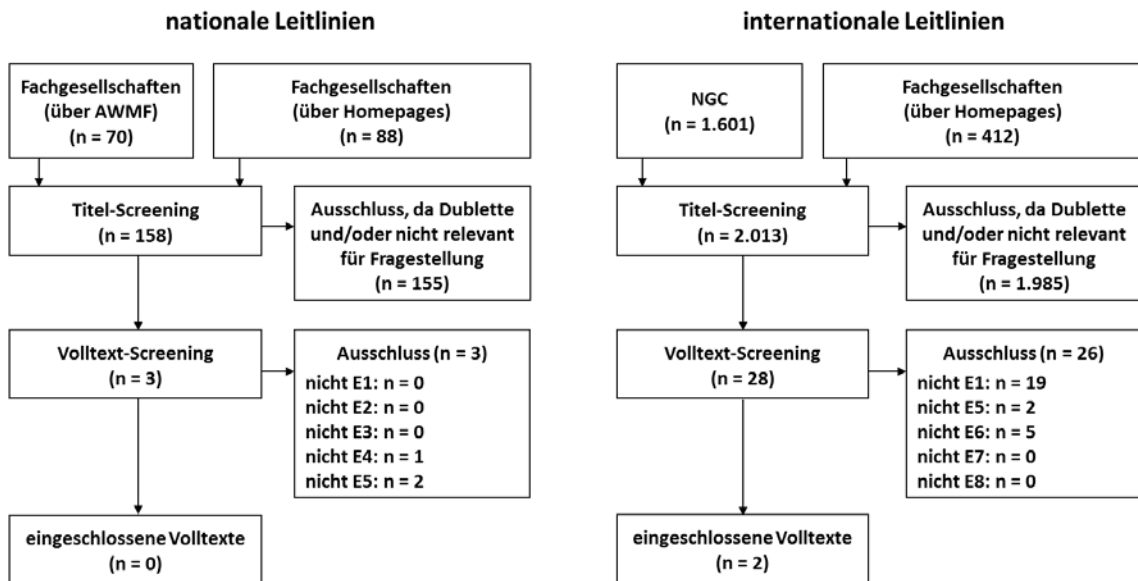 nationale Leitlinien
Fachgesellschaften
(über AWMF)
(n = 70)
Fachgesellschaften
(über Homepages)
(n = 88)
Titel-Screening
(n = 158)
Ausschluss, da Dublette
und/oder nicht relevant
für Fragestellung
(n = 155)
Volltext-Screening
(n = 3)
Ausschluss (n = 3)
nicht E1: n = 0
nicht E2: n = 0
nicht E3: n = 0
nicht E4: n = 1
nicht E5: n = 2
eingeschlossene Volltexte
(n = 0)
internationale Leitlinien
NGC
(n = 1.601)
Fachgesellschaften
(über Homepages)
(n = 412)
Titel-Screening
(n = 2.013)
Ausschluss, da Dublette
und/oder nicht relevant
für Fragestellung
(n = 1.985)
Volltext-Screening
(n = 28)
Ausschluss (n = 26)
nicht E1: n = 19
nicht E5: n = 2
nicht E6: n = 5
nicht E7: n = 0
nicht E8: n = 0
eingeschlossene Volltexte
(n = 2)